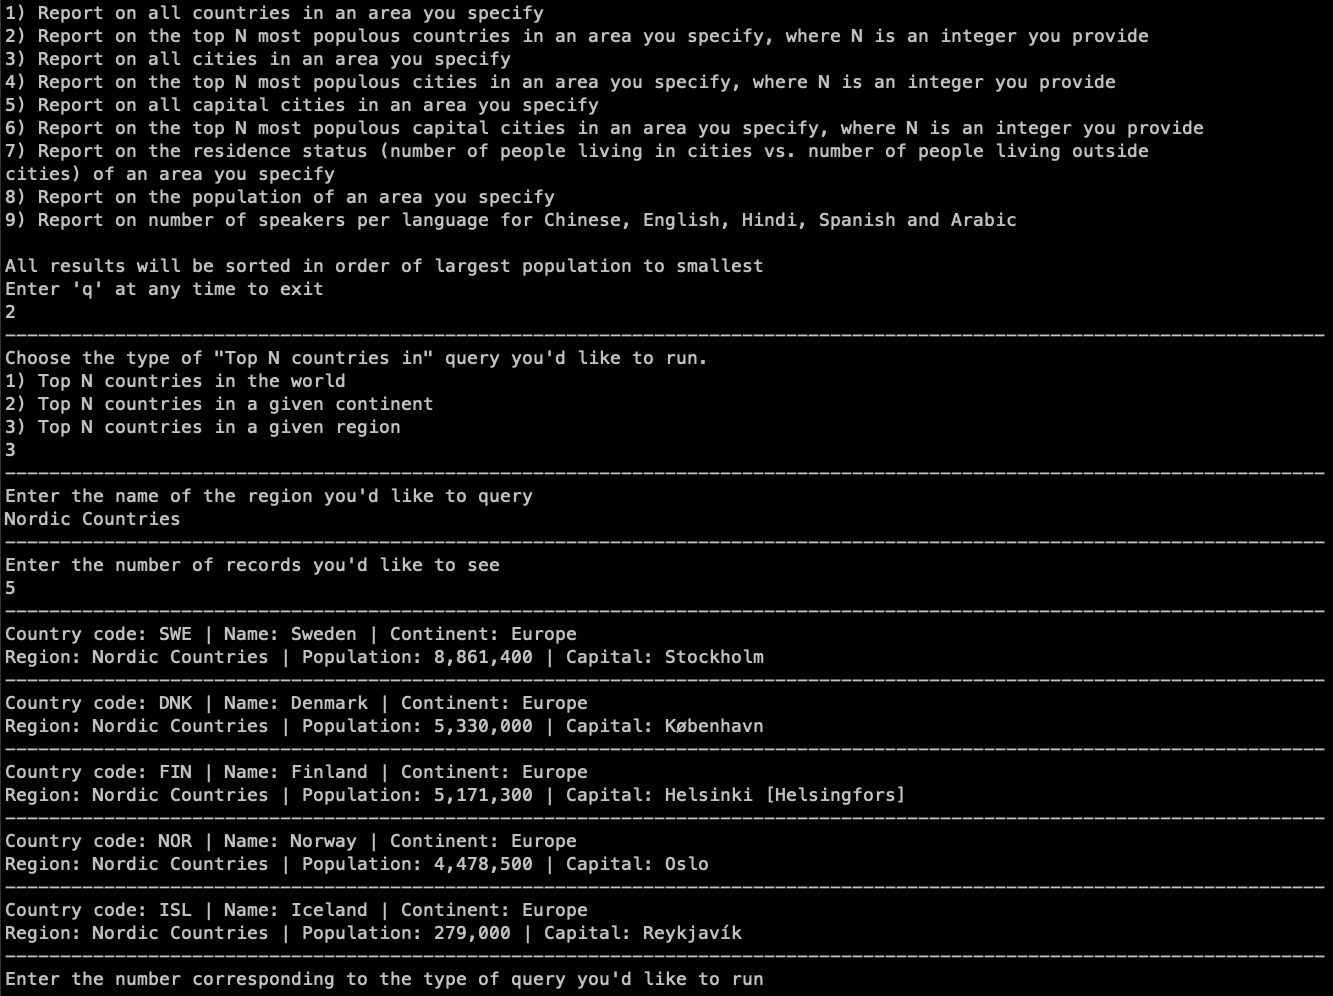 1) Report on all countries in an area you specify
2) Report on the top N most populous countries in an area you specify, where N is an integer you provide
3) Report on all cities in an area you specify
4) Report on the top N most populous cities in an area you specify, where N is an integer you provide
5) Report on all capital cities in an area you specify
6) Report on the top N most populous capital cities in an area you specify, where N is an integer you provide
7) Report on the residence status (number of people living in cities vs. number of people living outside
cities) of an area you specify
8) Report on the population of an area you specify
9) Report on number of speakers per language for Chinese, English, Hindi, Spanish and Arabic
All results will be sorted in order of largest population to smallest
Enter 'q' at any time to exit
2
Choose the type of "Top N countries in" query you'd like to run.
1) Top N countries in the world
2) Top N countries in a given continent
3) Top N countries in a given region
3
Enter the name of the region you'd like to query
Nordic Countries
Enter the number of records you'd like to see
5
Country code: SWE | Name: Sweden | Continent: Europe
Region: Nordic Countries | Population: 8,861,400 | Capital: Stockholm
Country code: DNK | Name: Denmark | Continent: Europe
Region: Nordic Countries | Population: 5,330,000 | Capital: København
Country code: FIN | Name: Finland | Continent: Europe
Region: Nordic Countries | Population: 5,171,300 | Capital: Helsinki [Helsingfors]
Country code: NOR | Name: Norway | Continent: Europe
Region: Nordic Countries | Population: 4,478,500 | Capital: Oslo
Country code: ISL | Name: Iceland | Continent: Europe
Region: Nordic Countries | Population: 279,000 | Capital: Reykjavík
Enter the number corresponding to the type of query you'd like to run